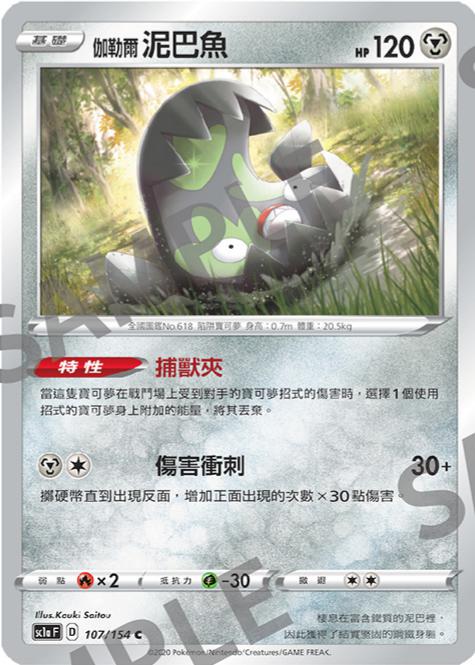 基礎 伽勒爾 泥巴魚 HP 120
全國圖鑑No.618 陷阱寶可夢 身高：0.7m 體重：20.5kg
特性 捕獸夾
當這隻寶可夢在戰鬥場上受到對手的寶可夢招式的傷害時，選擇1個使用
招式的寶可夢身上附加的能量，將其丟棄。
傷害衝刺 30+
擲硬幣直到出現反面，增加正面出現的次數×30點傷害。
弱點 ×2 抵抗力 -30 撤退
Illus.Kouki Saitou
棲息在富含鐵質的泥巴裡，
因此獲得了結實堅固的鋼鐵身軀。
sc1a F D 107/154 C
©2020 Pokémon/Nintendo/Creatures/GAME FREAK.
SAMPLE
SAMPLE